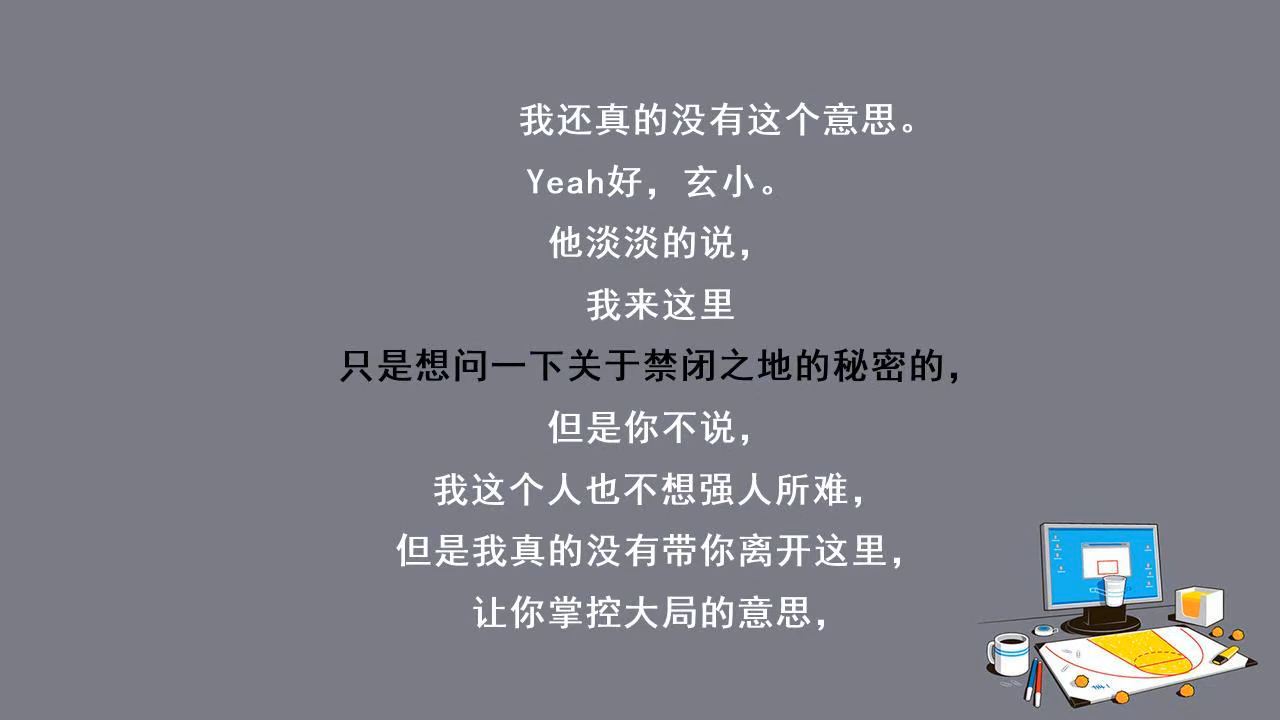 我还真的没有这个意思。
Yeah好，玄小。
他淡淡的说，
我来这里
只是想问一下关于禁闭之地的秘密的，
但是你不说，
我这个人也不想强人所难，
但是我真的没有带你离开这里，
让你掌控大局的意思，